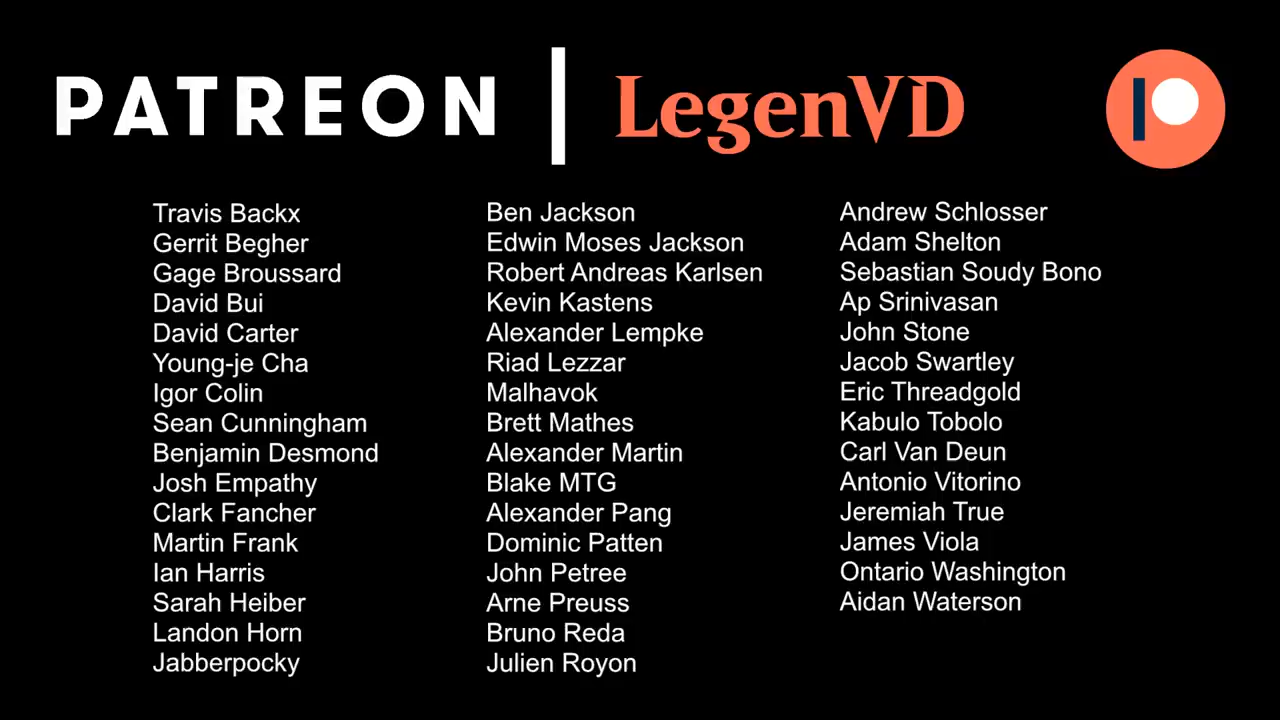 PATREON | LegenVD
Travis Backx
Gerrit Begher
Gage Broussard
David Bui
David Carter
Young-je Cha
Igor Colin
Sean Cunningham
Benjamin Desmond
Josh Empathy
Clark Fancher
Martin Frank
Ian Harris
Sarah Heiber
Landon Horn
Jabberpocky
Ben Jackson
Edwin Moses Jackson
Robert Andreas Karlsen
Kevin Kastens
Alexander Lempke
Riad Lezzar
Malhavok
Brett Mathes
Alexander Martin
Blake MTG
Alexander Pang
Dominic Patten
John Petree
Arne Preuss
Bruno Reda
Julien Royon
Andrew Schlosser
Adam Shelton
Sebastian Soudy Bono
Ap Srinivasan
John Stone
Jacob Swartley
Eric Threadgold
Kabulo Tobolo
Carl Van Deun
Antonio Vitorino
Jeremiah True
James Viola
Ontario Washington
Aidan Waterson